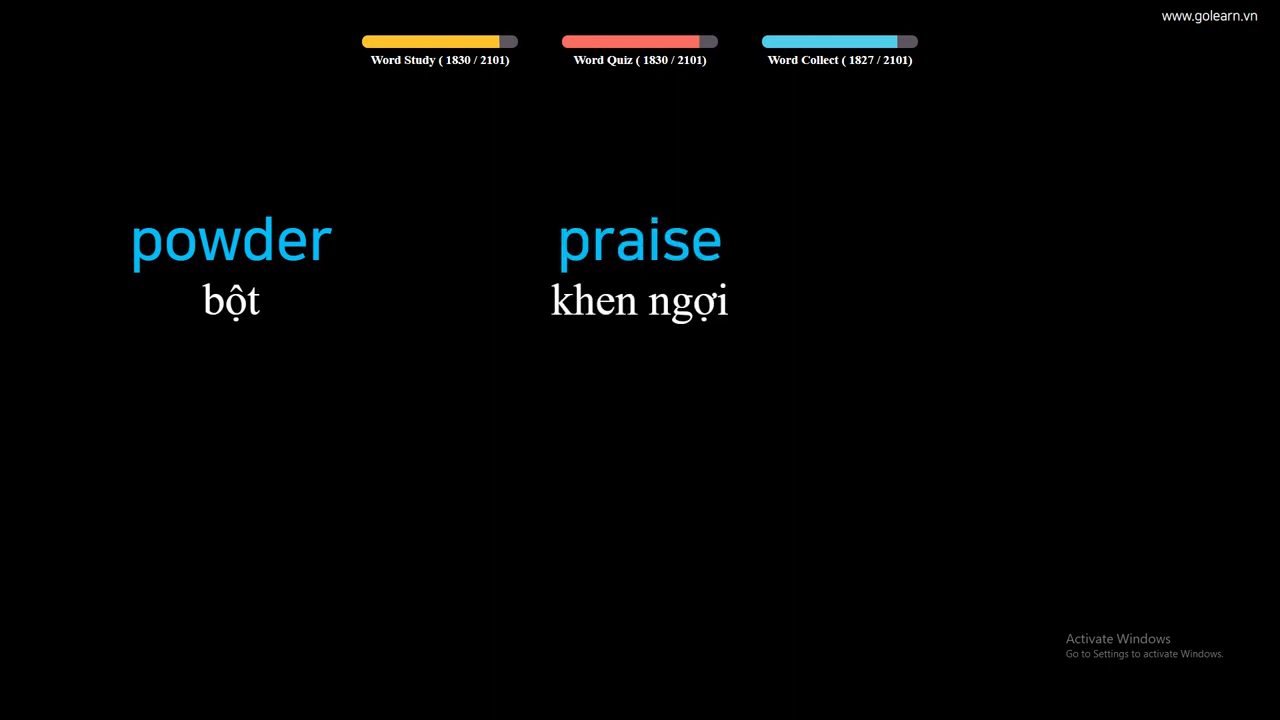 www.golearn.vn
Word Study ( 1830 / 2101)
Word Quiz ( 1830 / 2101)
Word Collect ( 1827 / 2101)
powder
bột
praise
khen ngợi
Activate Windows
Go to Settings to activate Windows.